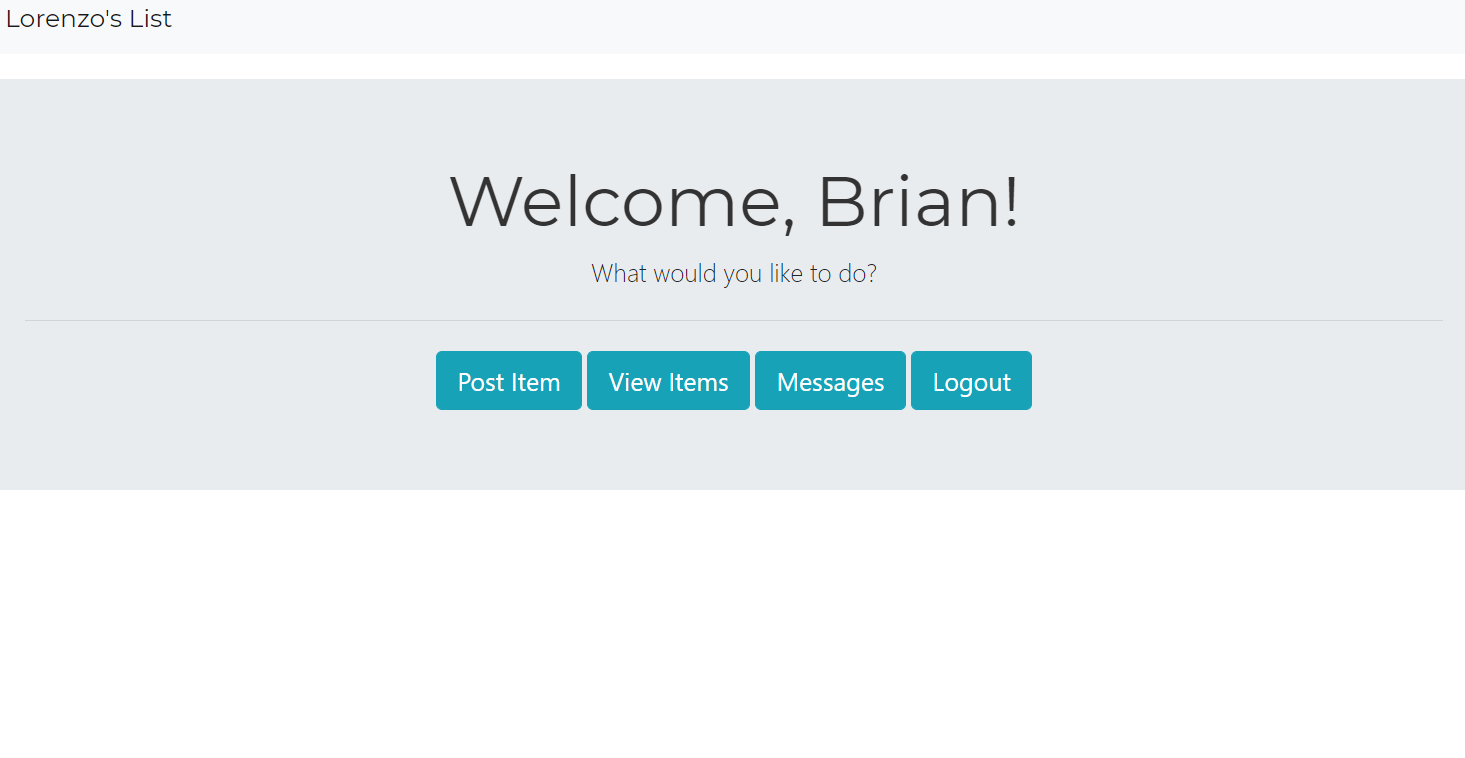 Lorenzo's List
Welcome, Brian!
What would you like to do?
Post Item View Items Messages Logout